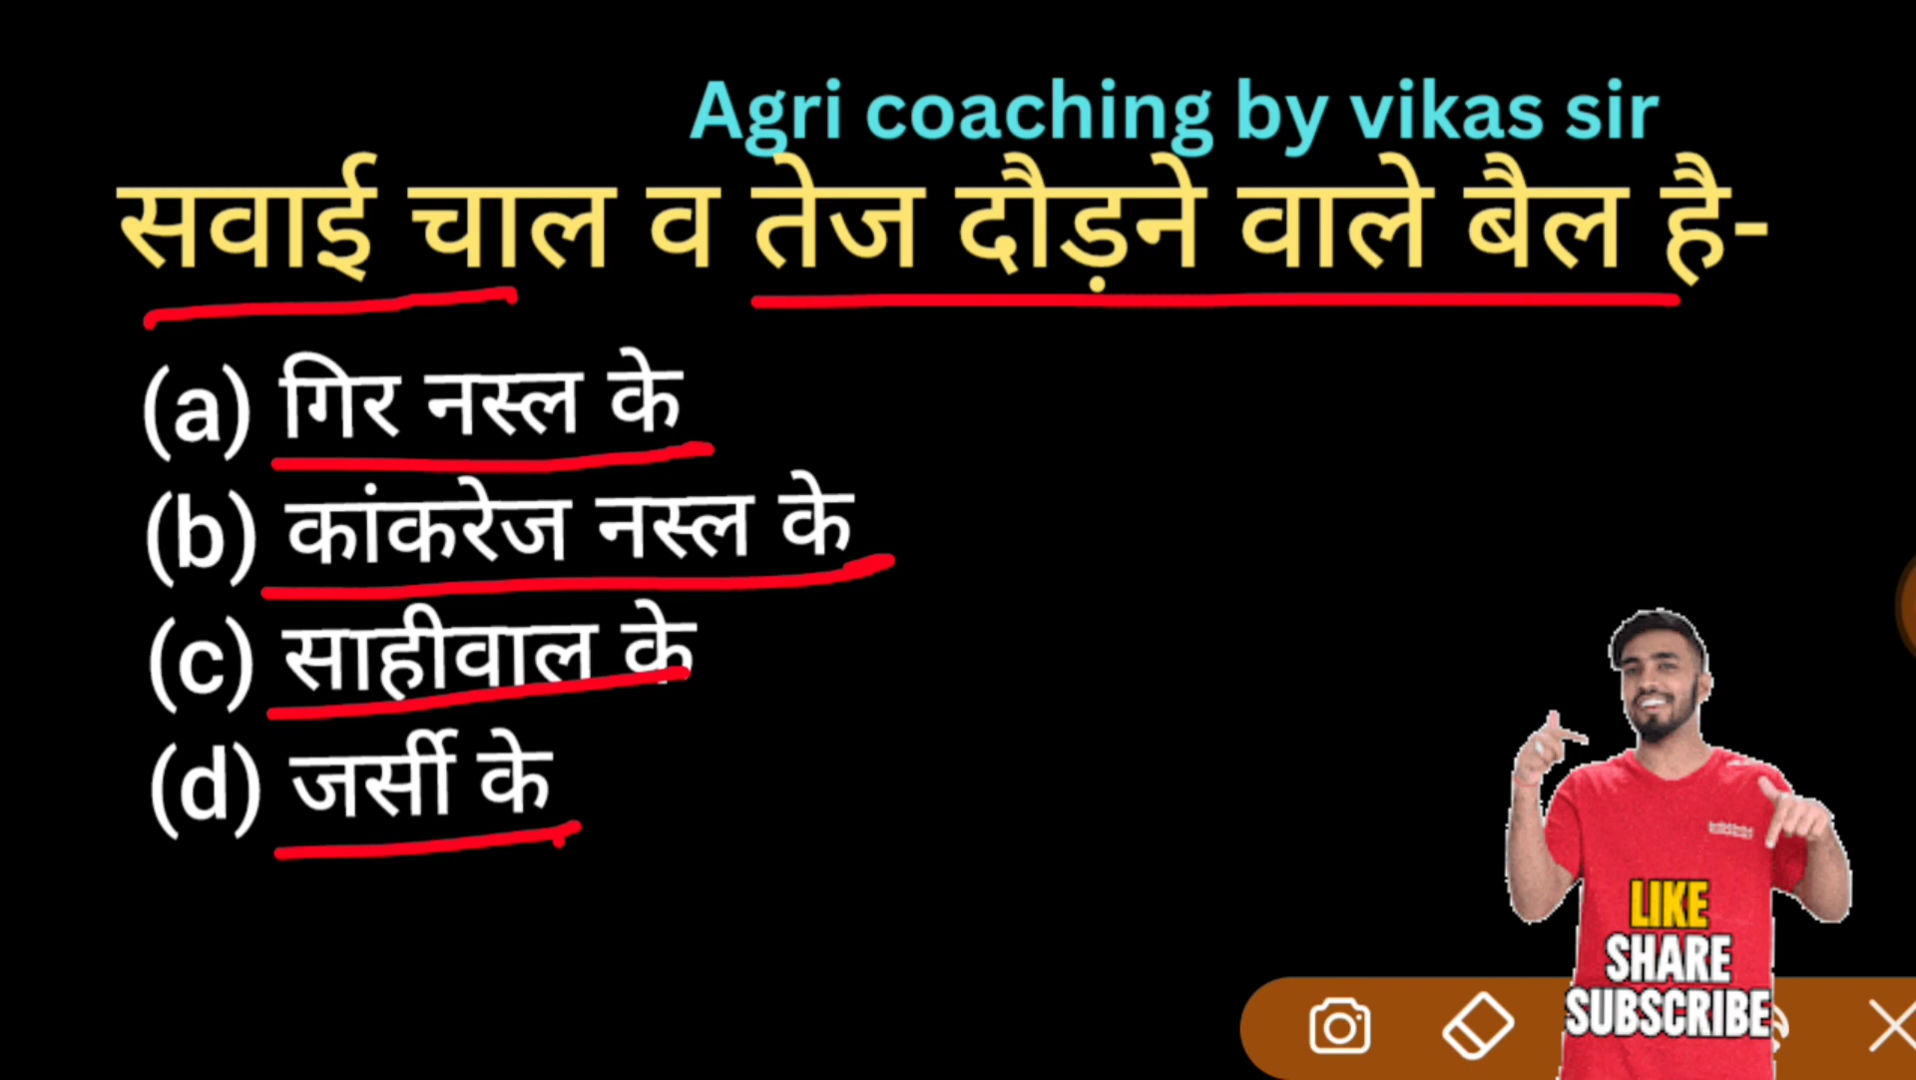 Agri coaching by vikas sir
सवाई चाल व तेज दौड़ने वाले बैल है-
(a) गिर नस्ल के
(b) कांकरेज नस्ल के
(c) साहीवाल के
(d) जर्सी के
LIKE
SHARE
SUBSCRIBE